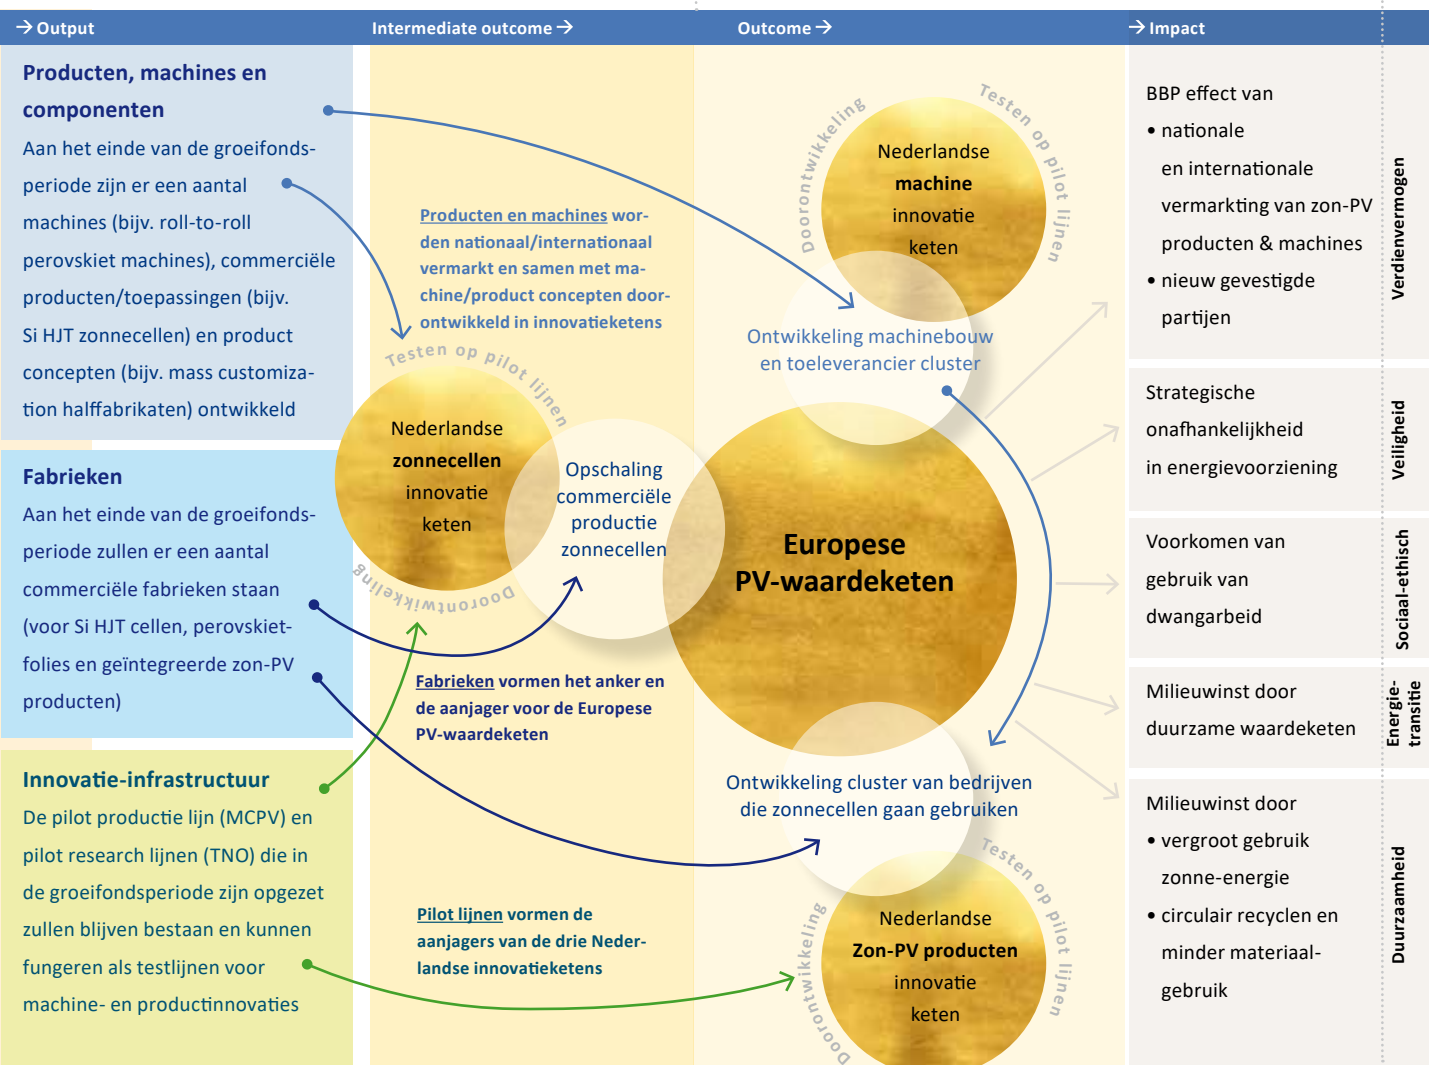 → Output
Intermediate outcome →
Outcome →
→ Impact
Producten, machines en
componenten
Aan het einde van de groeifonds-
periode zijn er een aantal
machines (bijv. roll-to-roll
perovskiet machines), commerciële
producten/toepassingen (bijv.
Si HJT zonnecellen) en product
concepten (bijv. mass customiza-
tion halffabrikaten) ontwikkeld
Fabrieken
Aan het einde van de groeifonds-
periode zullen er een aantal
commerciële fabrieken staan
(voor Si HJT cellen, perovskiet-
folies en geïntegreerde zon-PV
producten)
Innovatie-infrastructuur
De pilot productie lijn (MCPV) en
pilot research lijnen (TNO) die in
de groeifondsperiode zijn opgezet
zullen blijven bestaan en kunnen
fungeren als testlijnen voor
machine- en productinnovaties
Producten en machines wor-
den nationaal/internationaal
vermarkt en samen met ma-
chine/product concepten door-
ontwikkeld in innovatieketens
Testen op pilot lijnen
Nederlandse
zonnecellen
innovatie
keten
Doorontwikkeling
Opschaling
commerciële
productie
zonnecellen
Fabrieken vormen het anker en
de aanjager voor de Europese
PV-waardeketen
Pilot lijnen vormen de
aanjagers van de drie Neder-
landse innovatieketens
Doorontwikkeling
Testen op pilot lijnen
Nederlandse
machine
innovatie
keten
Ontwikkeling machinebouw
en toeleverancier cluster
Europese
PV-waardeketen
Ontwikkeling cluster van bedrijven
die zonnecellen gaan gebruiken
Doorontwikkeling
Testen op pilot lijnen
Nederlandse
Zon-PV producten
innovatie
keten
BBP effect van
• nationale
en internationale
vermarkting van zon-PV
producten & machines
• nieuw gevestigde
partijen
Verdienvermogen
Strategische
onafhankelijkheid
in energievoorziening
Veiligheid
Voorkomen van
gebruik van
dwangarbeid
Sociaal-ethisch
Milieuwinst door
duurzame waardeketen
Energie-
transitie
Milieuwinst door
• vergroot gebruik
zonne-energie
• circulair recyclen en
minder materiaal-
gebruik
Duurzaamheid